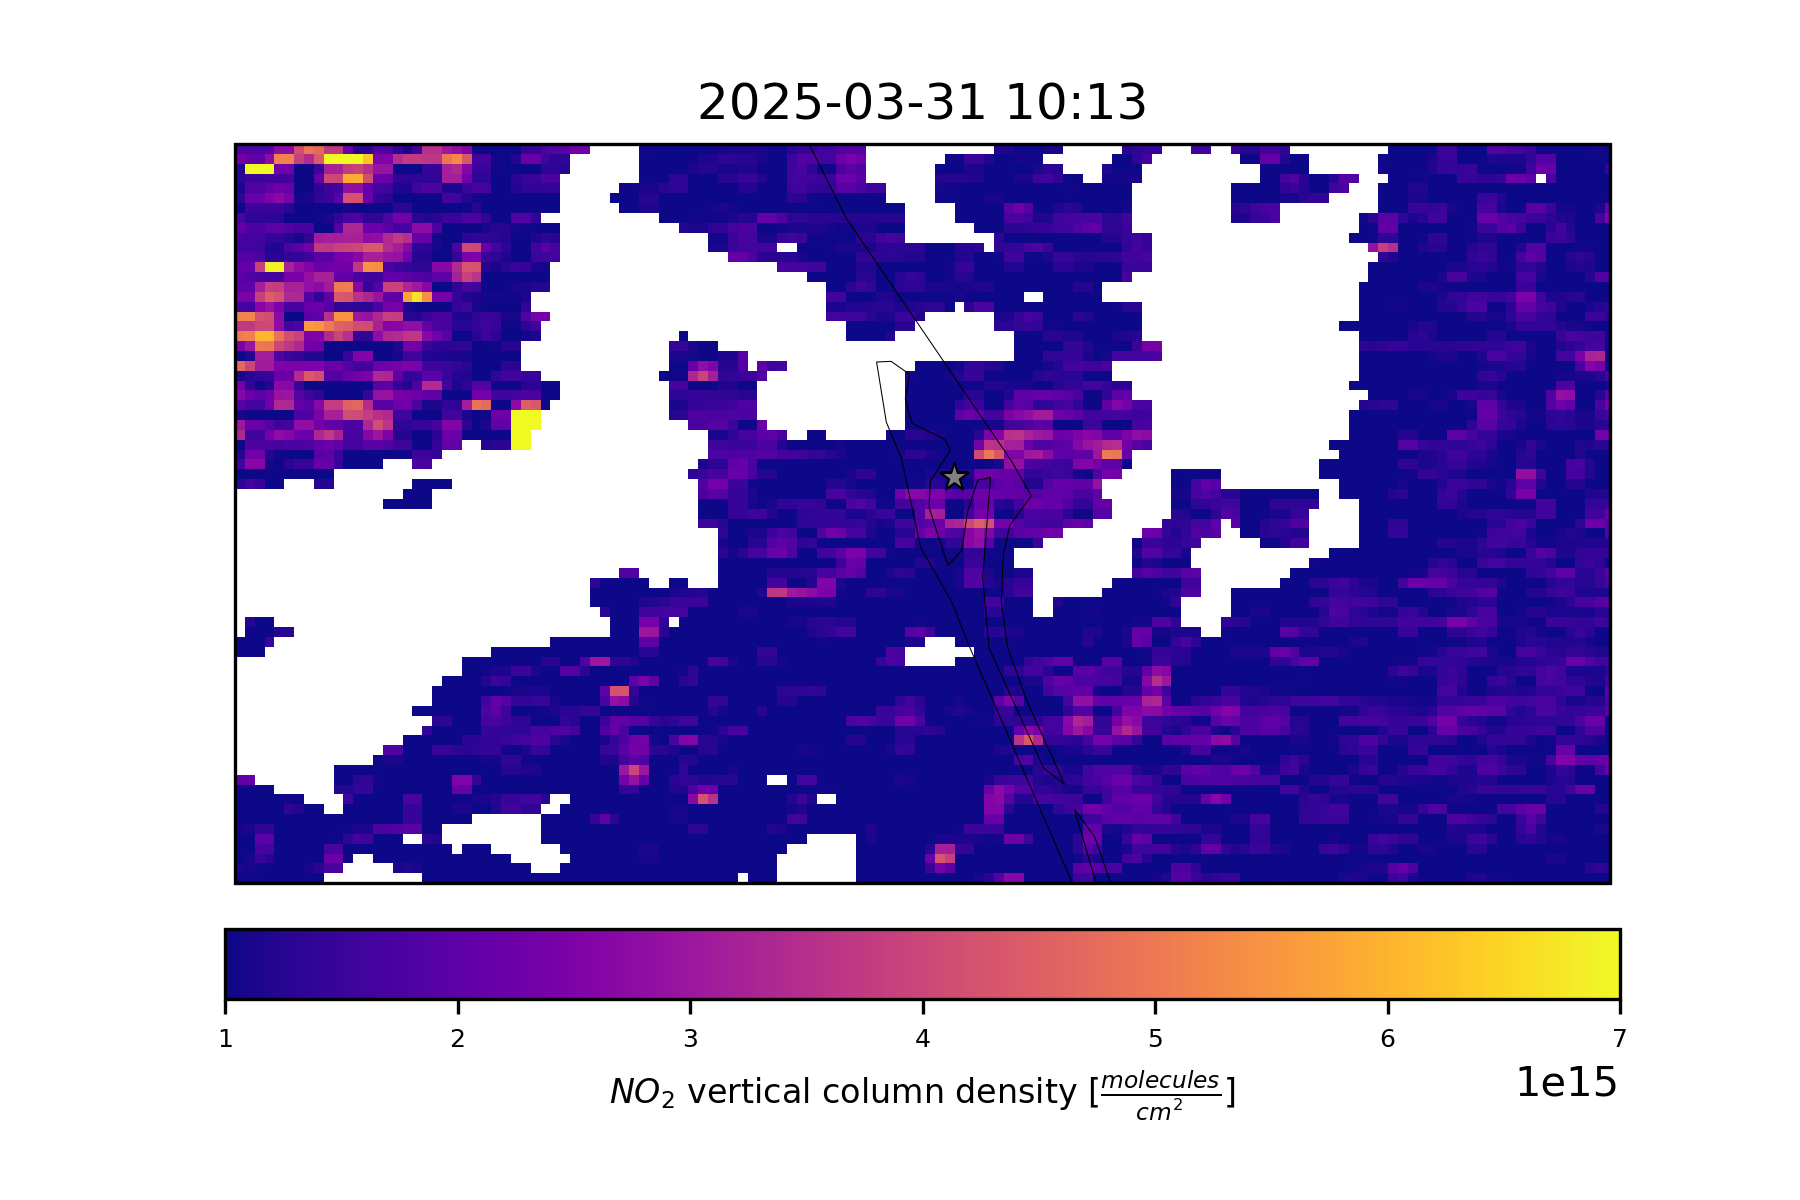 2025-03-31 10:13
1 2 3 4 5 6 7
1e15
NO₂ vertical column density [molecules/cm²]